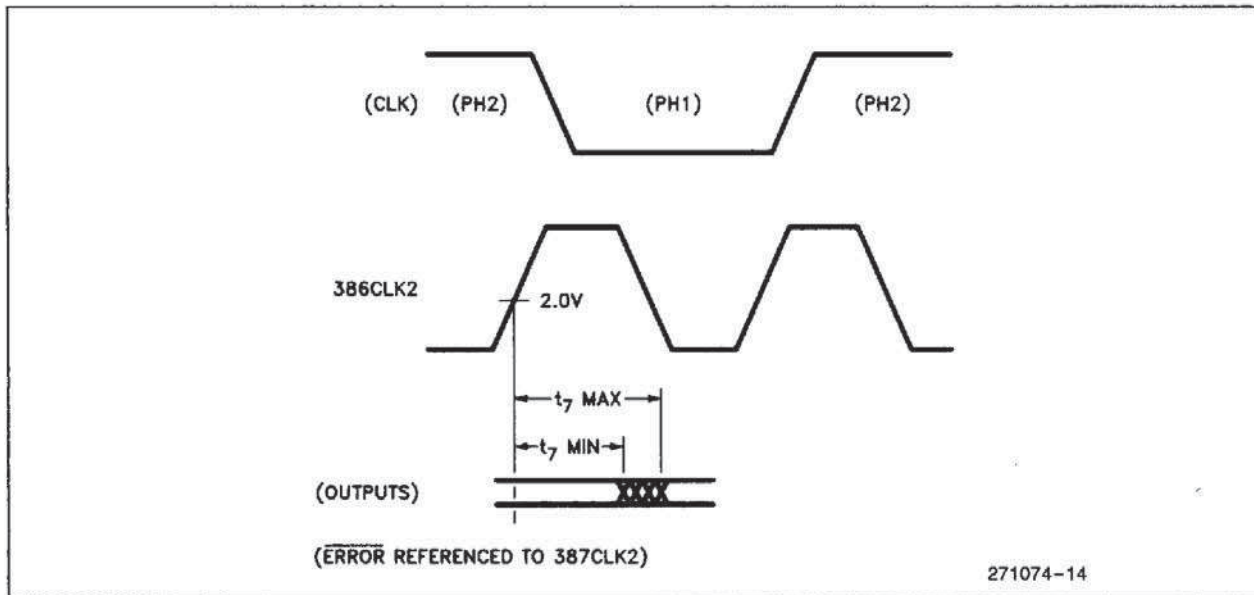 (CLK) (PH2) (PH1) (PH2)
386CLK2
2.0V
t7 MAX
t7 MIN
(OUTPUTS)
(ERROR REFERENCED TO 387CLK2)
271074-14